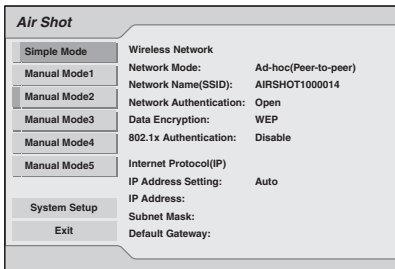 Air Shot
Simple Mode
Manual Mode1
Manual Mode2
Manual Mode3
Manual Mode4
Manual Mode5
System Setup
Exit
Wireless Network
Network Mode: Ad-hoc(Peer-to-peer)
Network Name(SSID): AIRSHOT1000014
Network Authentication: Open
Data Encryption: WEP
802.1x Authentication: Disable
Internet Protocol(IP)
IP Address Setting: Auto
IP Address:
Subnet Mask:
Default Gateway: